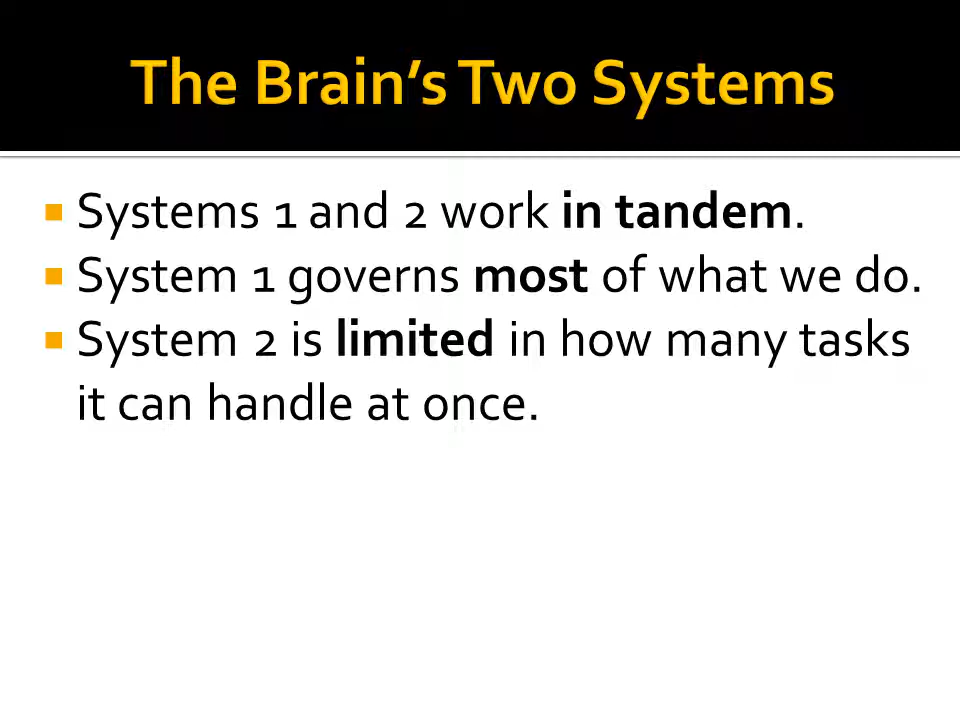 The Brain’s Two Systems
▪ Systems 1 and 2 work in tandem.
▪ System 1 governs most of what we do.
▪ System 2 is limited in how many tasks
it can handle at once.